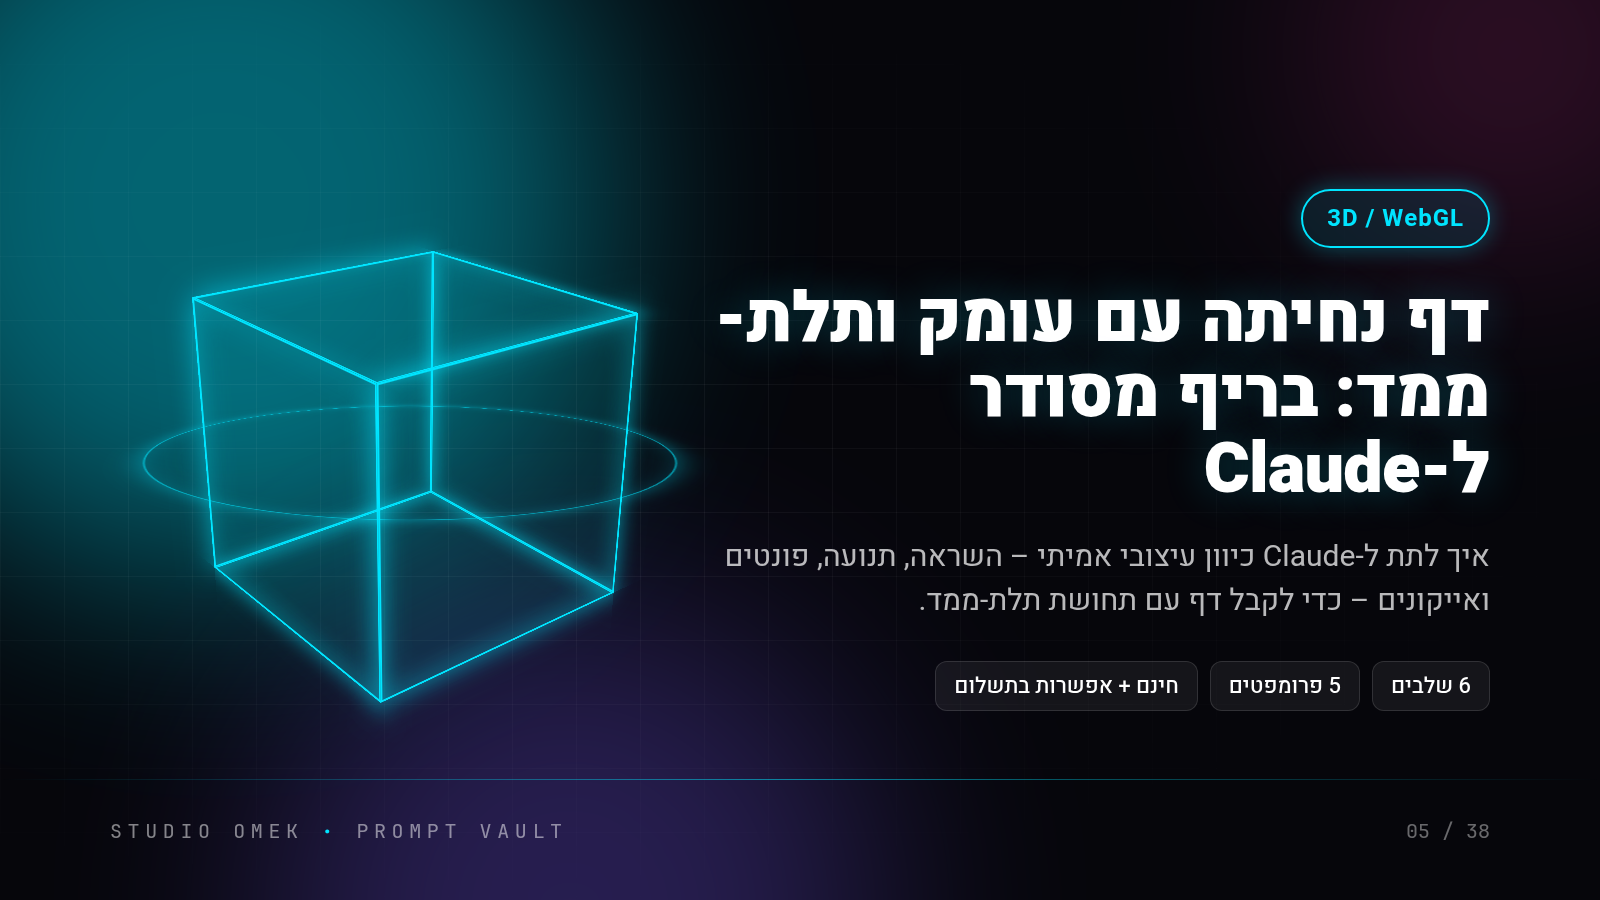 3D / WebGL
דף נחיתה עם עומק ותלת-
ממד: בריף מסודר
ל-Claude
איך לתת ל-Claude כיוון עיצובי אמיתי – השראה, תנועה, פונטים
ואייקונים – כדי לקבל דף עם תחושת תלת-ממד.
6 שלבים
5 פרומפטים
חינם + אפשרות בתשלום
STUDIO OMEK • PROMPT VAULT
05 / 38